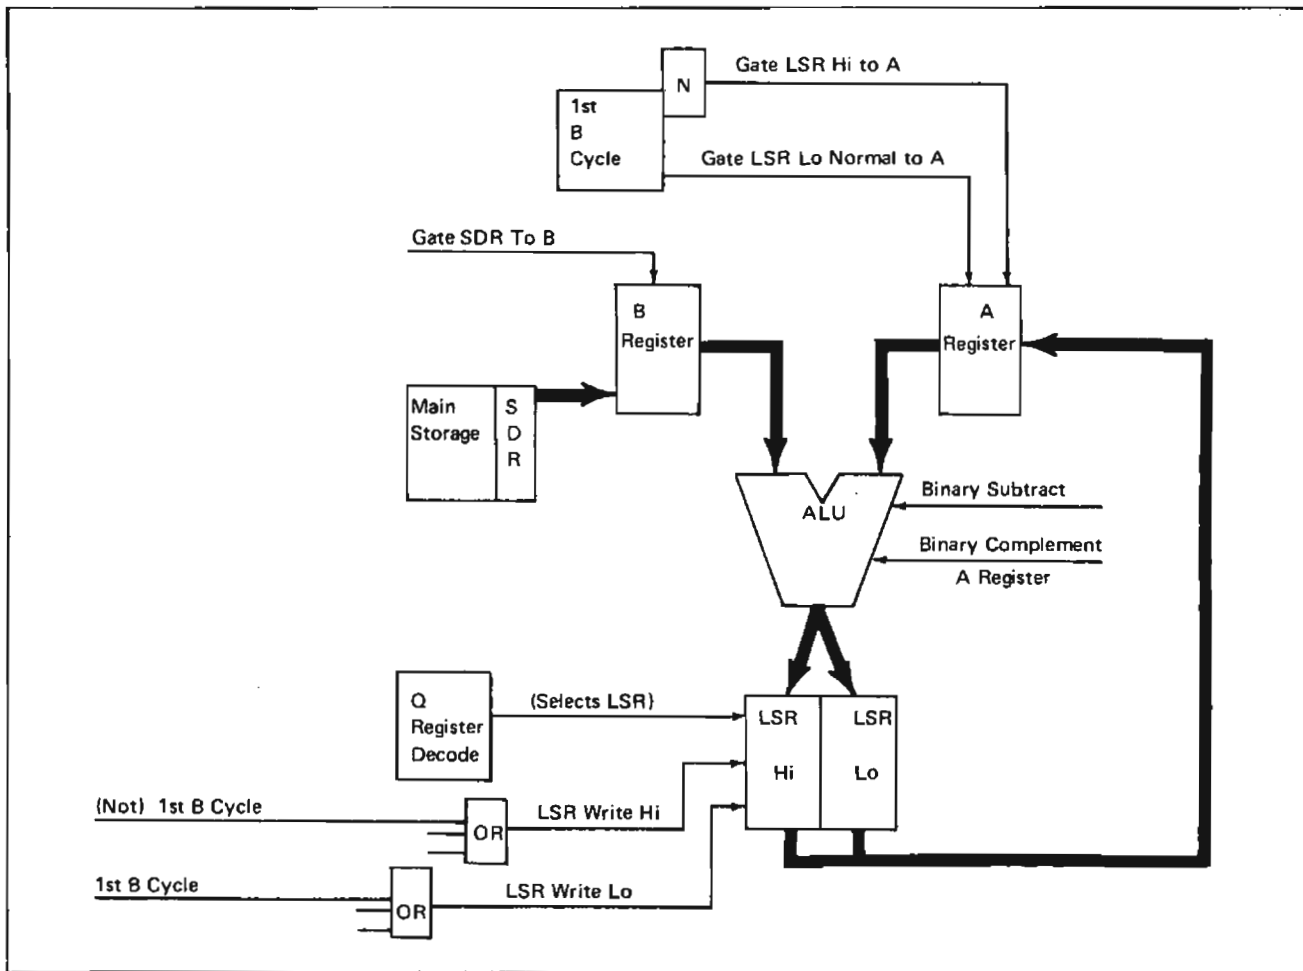 N
Gate LSR Hi to A
1st
B
Cycle
Gate LSR Lo Normal to A
Gate SDR To B
B
Register
A
Register
Main
Storage
S
D
R
ALU
Binary Subtract
Binary Complement
A Register
Q
Register
Decode
(Selects LSR)
LSR
Hi
LSR
Lo
(Not) 1st B Cycle
OR
LSR Write Hi
1st B Cycle
OR
LSR Write Lo